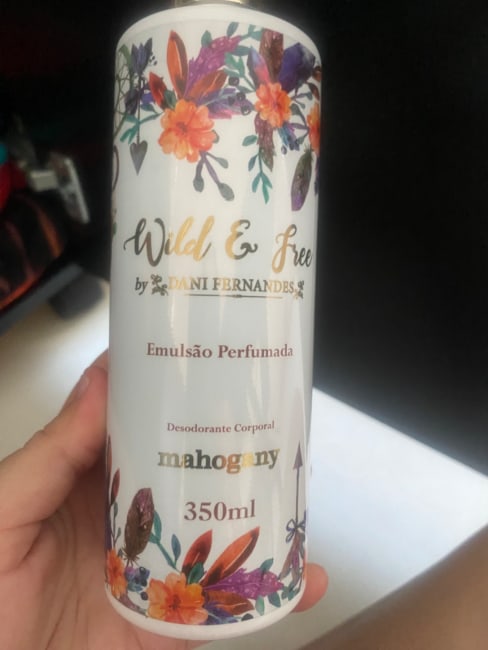 Wild & Free
by DANI FERNANDES
Emulsão Perfumada
Desodorante Corporal
mahogany
350ml